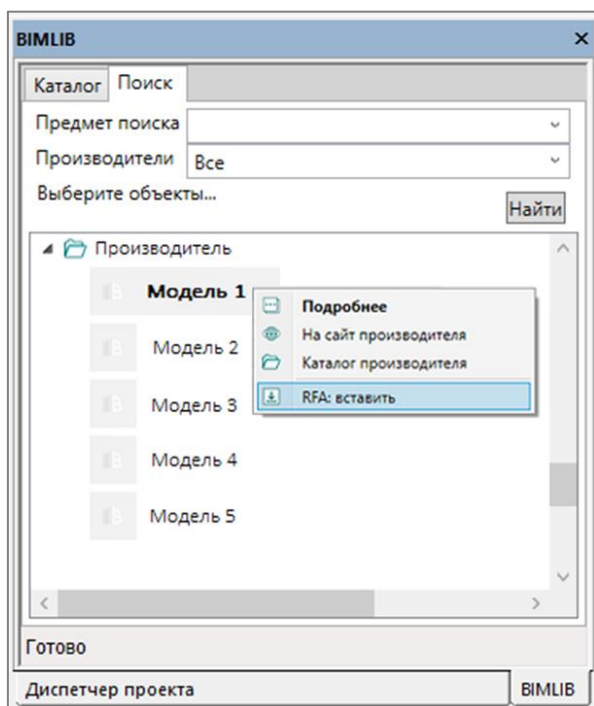 BIMLIB
Каталог Поиск
Предмет поиска
Производители Все
Выберите объекты...
Найти
Производитель
Модель 1
Подробнее
На сайт производителя
Каталог производителя
RFA: вставить
Модель 2
Модель 3
Модель 4
Модель 5
Готово
Диспетчер проекта BIMLIB